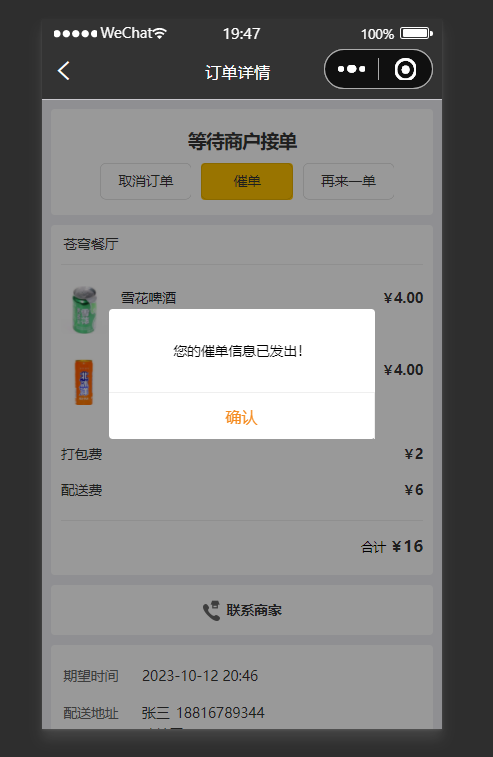 WeChat 19:47 100%
订单详情
等待商户接单
取消订单 催单 再来一单
苍穹餐厅
雪花啤酒 ¥4.00
您的催单信息已发出!
¥4.00
确认
打包费 ¥2
配送费 ¥6
合计 ¥16
联系商家
期望时间 2023-10-12 20:46
配送地址 张三 18816789344